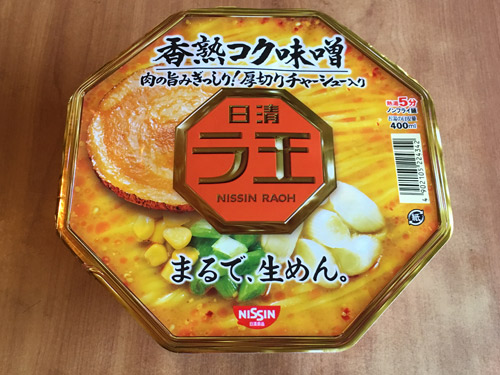 香熟コク味噌
肉の旨みぎっしり!厚切りチャーシュー入り
日清
ラ王
NISSIN RAOH
熱湯5分
ノンフライ麺
400ml
4902105224342
紙
まるで、生めん。
NISSIN
日清食品